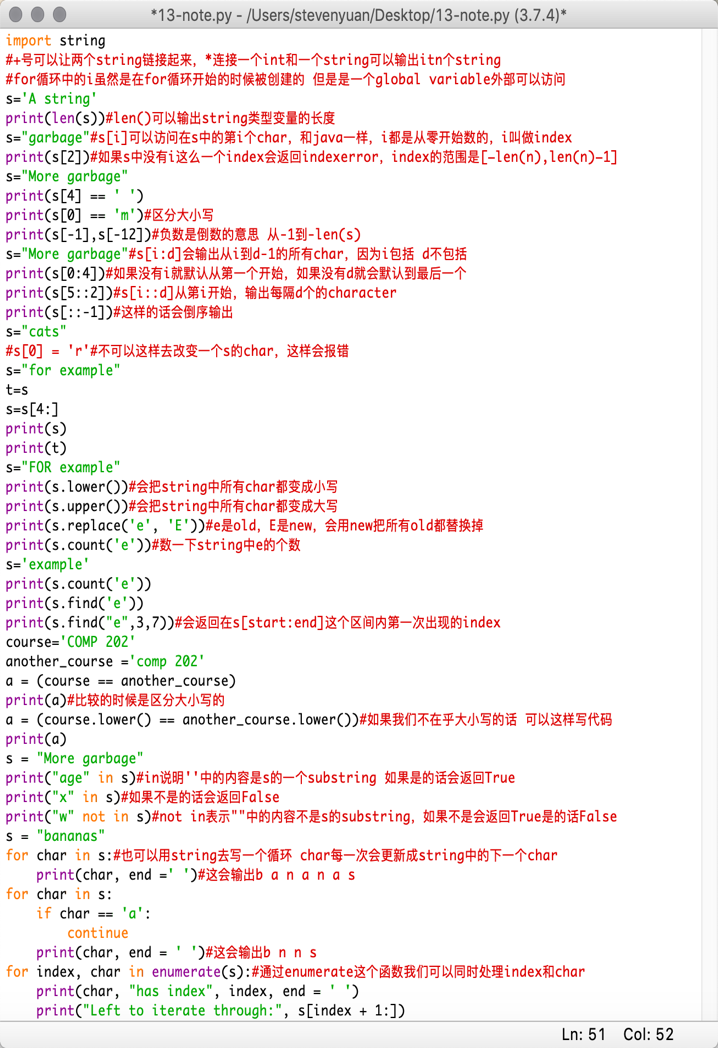 *13-note.py - /Users/stevenyuan/Desktop/13-note.py (3.7.4)*
import string
#+号可以让两个string链接起来，*连接一个int和一个string可以输出itn个string
#for循环中的i虽然是在for循环开始的时候被创建的 但是是一个global variable外部可以访问
s='A string'
print(len(s))#len()可以输出string类型变量的长度
s="garbage"#s[i]可以访问在s中的第i个char，和java一样，i都是从零开始数的，i叫做index
print(s[2])#如果s中没有i这么一个index会返回indexerror，index的范围是[-len(n),len(n)-1]
s="More garbage"
print(s[4] == ' ')
print(s[0] == 'm')#区分大小写
print(s[-1],s[-12])#负数是倒数的意思 从-1到-len(s)
s="More garbage"#s[i:d]会输出从i到d-1的所有char，因为i包括 d不包括
print(s[0:4])#如果没有i就默认从第一个开始，如果没有d就会默认到最后一个
print(s[5::2])#s[i::d]从第i开始，输出每隔d个的character
print(s[::-1])#这样的话会倒序输出
s="cats"
#s[0] = 'r'#不可以这样去改变一个s的char，这样会报错
s="for example"
t=s
s=s[4:]
print(s)
print(t)
s="FOR example"
print(s.lower())#会把string中所有char都变成小写
print(s.upper())#会把string中所有char都变成大写
print(s.replace('e', 'E'))#e是old，E是new，会用new把所有old都替换掉
print(s.count('e'))#数一下string中e的个数
s='example'
print(s.count('e'))
print(s.find('e'))
print(s.find("e",3,7))#会返回在s[start:end]这个区间内第一次出现的index
course='COMP 202'
another_course ='comp 202'
a = (course == another_course)
print(a)#比较的时候是区分大小写的
a = (course.lower() == another_course.lower())#如果我们不在乎大小写的话 可以这样写代码
print(a)
s = "More garbage"
print("age" in s)#in说明''中的内容是s的一个substring 如果是的话会返回True
print("x" in s)#如果不是的话会返回False
print("w" not in s)#not in表示""中的内容不是s的substring，如果不是会返回True是的话False
s = "bananas"
for char in s:#也可以用string去写一个循环 char每一次会更新成string中的下一个char
    print(char, end =' ')#这会输出b a n a n a s
for char in s:
    if char == 'a':
        continue
    print(char, end = ' ')#这会输出b n n s
for index, char in enumerate(s):#通过enumerate这个函数我们可以同时处理index和char
    print(char, "has index", index, end = ' ')
    print("Left to iterate through:", s[index + 1:])
Ln: 51 Col: 52